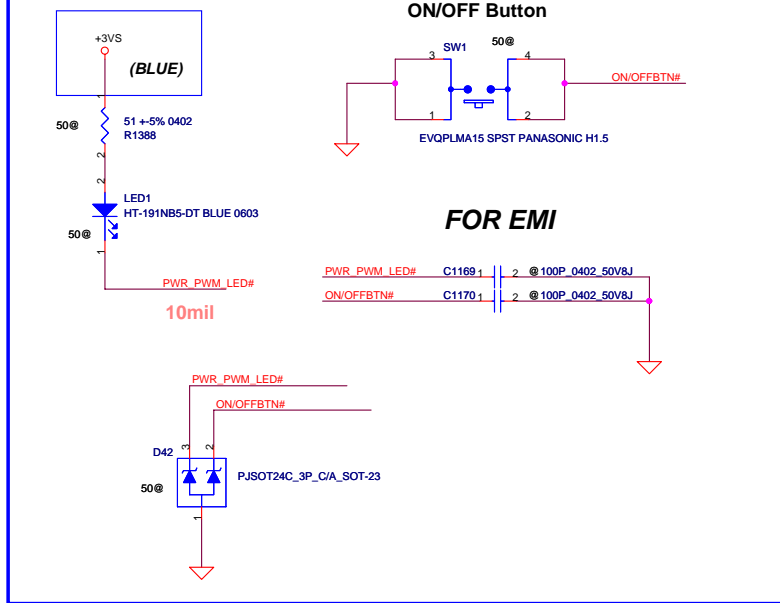 ON/OFF Button
+3VS
(BLUE)
1
50@
51 +-5% 0402
R1388
2
2
LED1
HT-191NB5-DT BLUE 0603
50@
1
PWR_PWM_LED#
10mil
SW1
50@
3
4
1
2
ON/OFFBTN#
EVQPLMA15 SPST PANASONIC H1.5
FOR EMI
PWR_PWM_LED# C1169 1 2 @100P_0402_50V8J
ON/OFFBTN# C1170 1 2 @100P_0402_50V8J
PWR_PWM_LED#
ON/OFFBTN#
D42
3
2
50@
PJSOT24C_3P_C/A_SOT-23
1